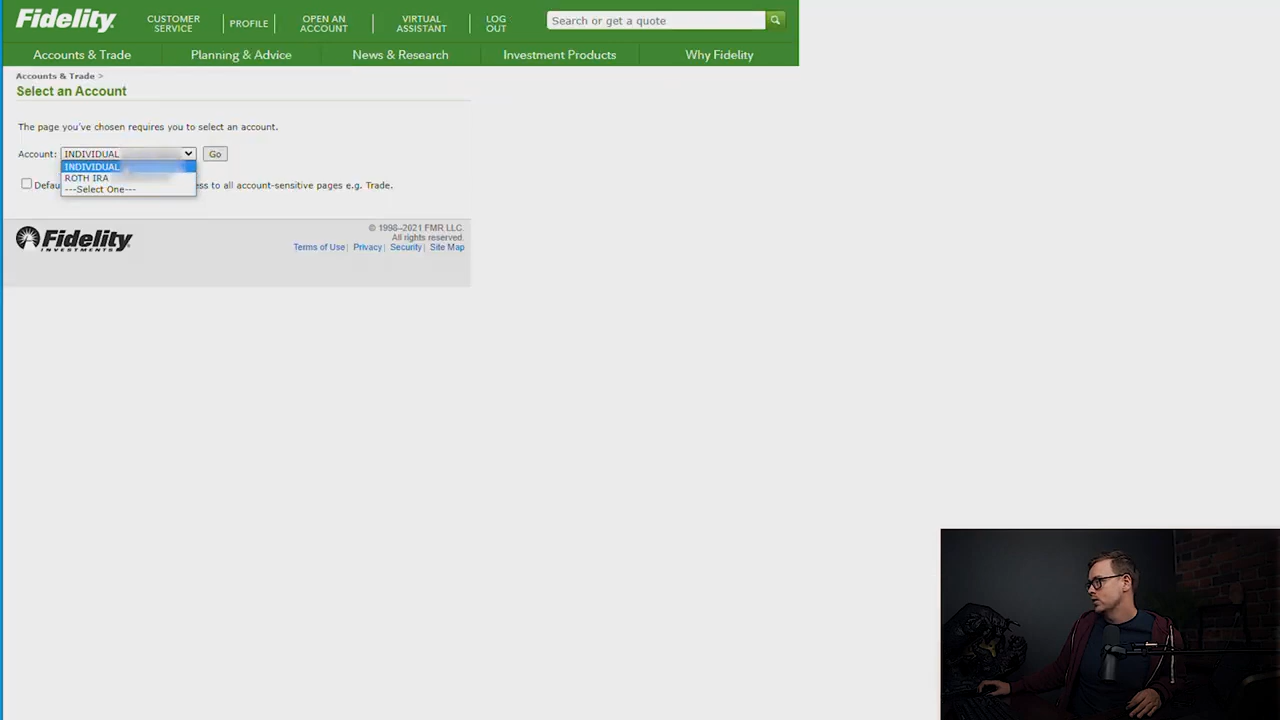 Fidelity
CUSTOMER
SERVICE
PROFILE
OPEN AN
ACCOUNT
VIRTUAL
ASSISTANT
LOG
OUT
Search or get a quote
Accounts & Trade
Planning & Advice
News & Research
Investment Products
Why Fidelity
Accounts & Trade >
Select an Account
The page you've chosen requires you to select an account.
Account:
INDIVIDUAL
Go
INDIVIDUAL
ROTH IRA
---Select One---
to all account-sensitive pages e.g. Trade.
Fidelity
INVESTMENTS
© 1998–2021 FMR LLC.
All rights reserved.
Terms of Use | Privacy | Security | Site Map